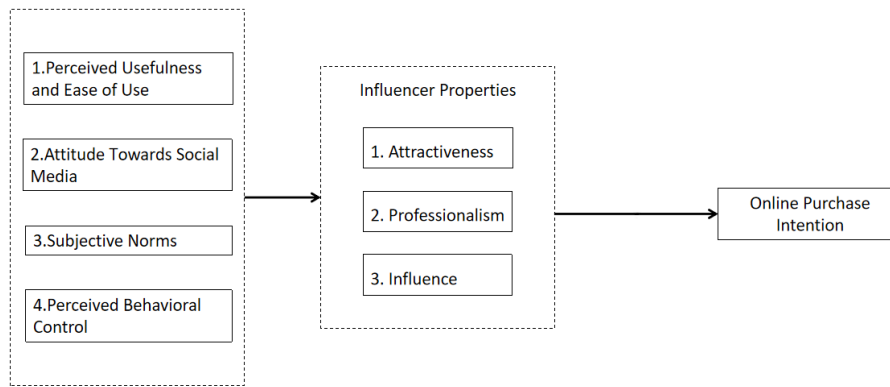 1.Perceived Usefulness
and Ease of Use
2.Attitude Towards Social
Media
3.Subjective Norms
4.Perceived Behavioral
Control
Influencer Properties
1. Attractiveness
2. Professionalism
3. Influence
Online Purchase
Intention